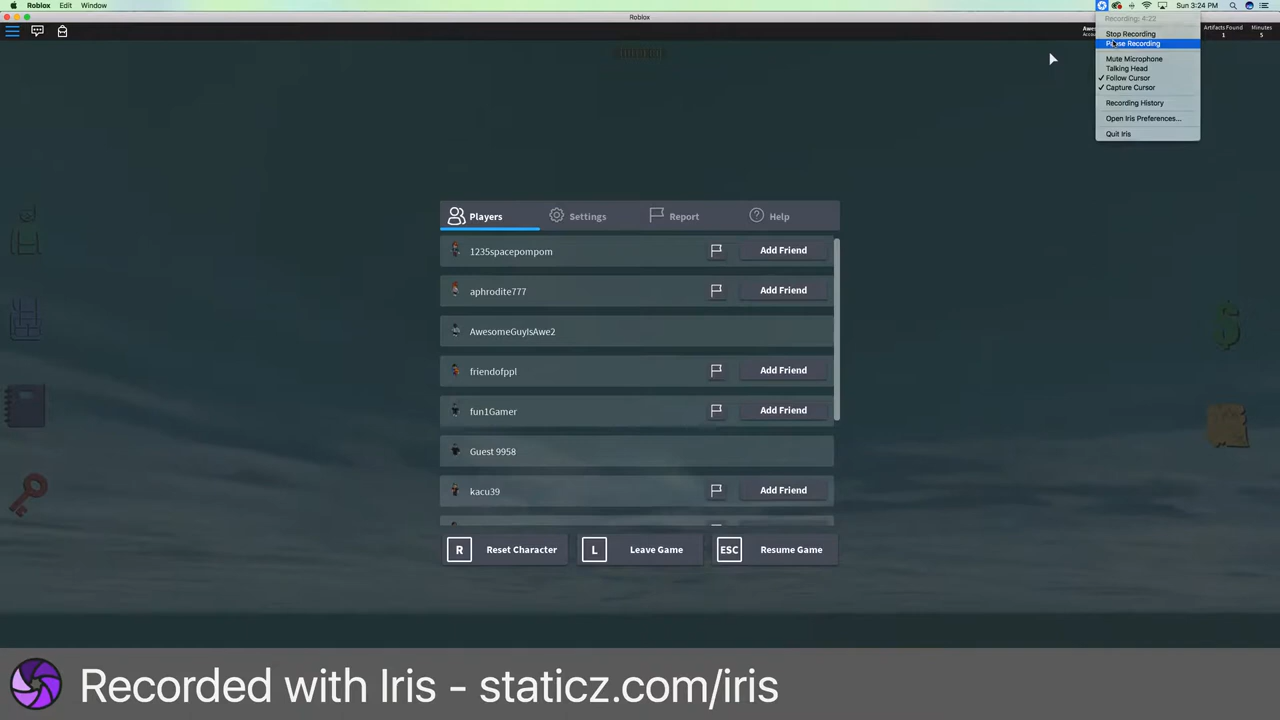 Roblox Edit Window Sun 3:24 PM
Roblox
Recording: 4:22
Stop Recording
Pause Recording
Mute Microphone
Talking Head
Follow Cursor
Capture Cursor
Recording History
Open Iris Preferences...
Quit Iris
Artifacts Found
1
Minutes
5
Players Settings Report Help
1235spacepompom Add Friend
aphrodite777 Add Friend
AwesomeGuyIsAwe2
friendofppl Add Friend
fun1Gamer Add Friend
Guest 9958
kacu39 Add Friend
R Reset Character L Leave Game ESC Resume Game
Recorded with Iris - staticz.com/iris